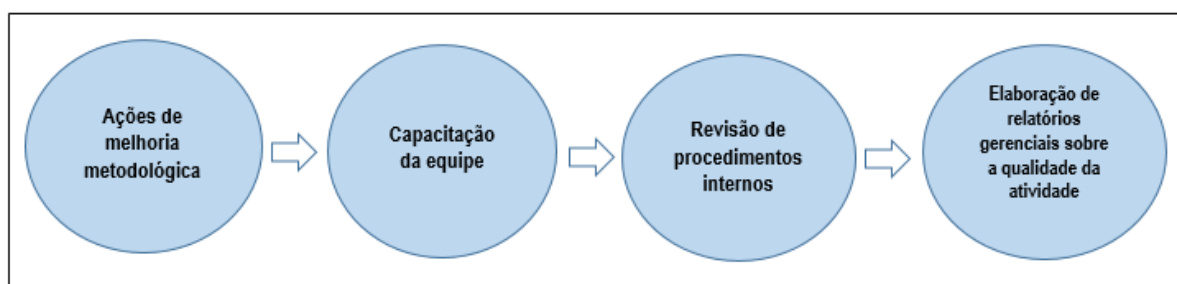 Ações de
melhoria
metodológica
Capacitação
da equipe
Revisão de
procedimentos
internos
Elaboração de
relatórios
gerenciais sobre
a qualidade da
atividade